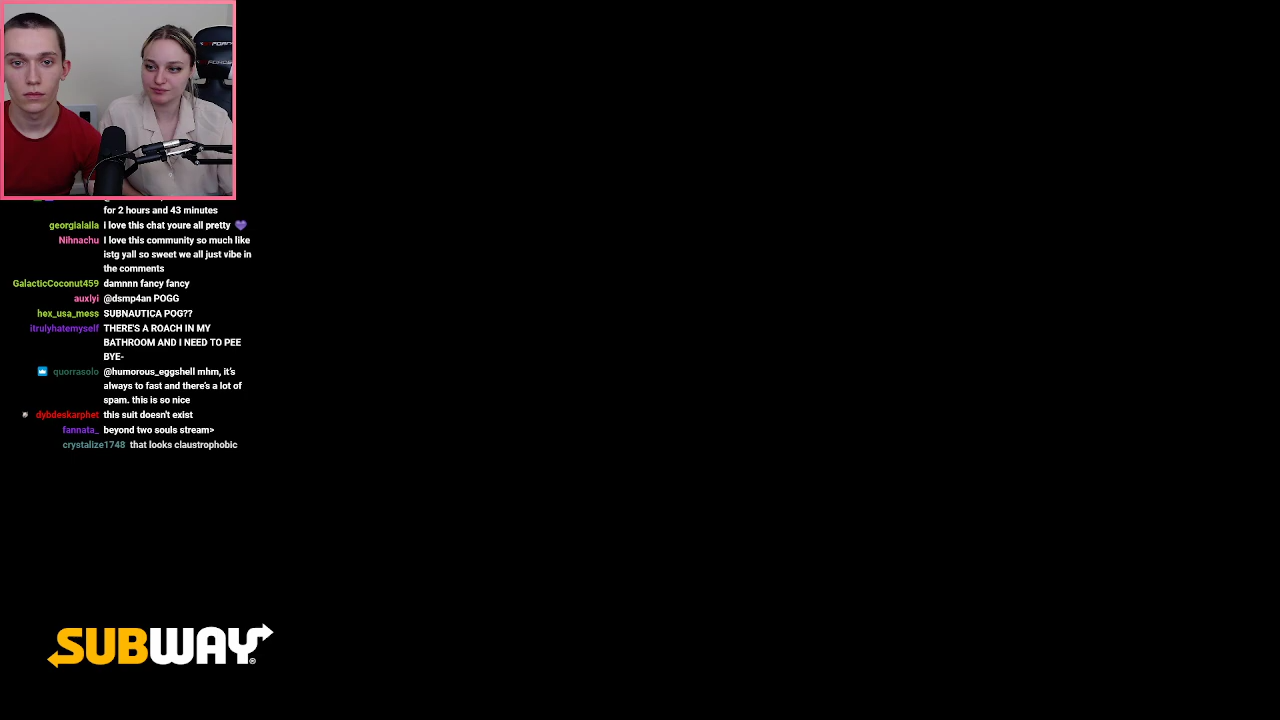 for 2 hours and 43 minutes
georgialaila I love this chat youre all pretty
Nihnachu I love this community so much like
istg yall so sweet we all just vibe in
the comments
GalacticCoconut459 damnnn fancy fancy
auxlyi @dsmp4an POGG
hex_usa_mess SUBNAUTICA POG??
itrulyhatemyself THERE'S A ROACH IN MY
BATHROOM AND I NEED TO PEE
BYE-
quorrasolo @humorous_eggshell mhm, it's
always to fast and there's a lot of
spam. this is so nice
dybdeskarphet this suit doesn't exist
fannata_ beyond two souls stream>
crystalize1748 that looks claustrophobic
SUBWAY®